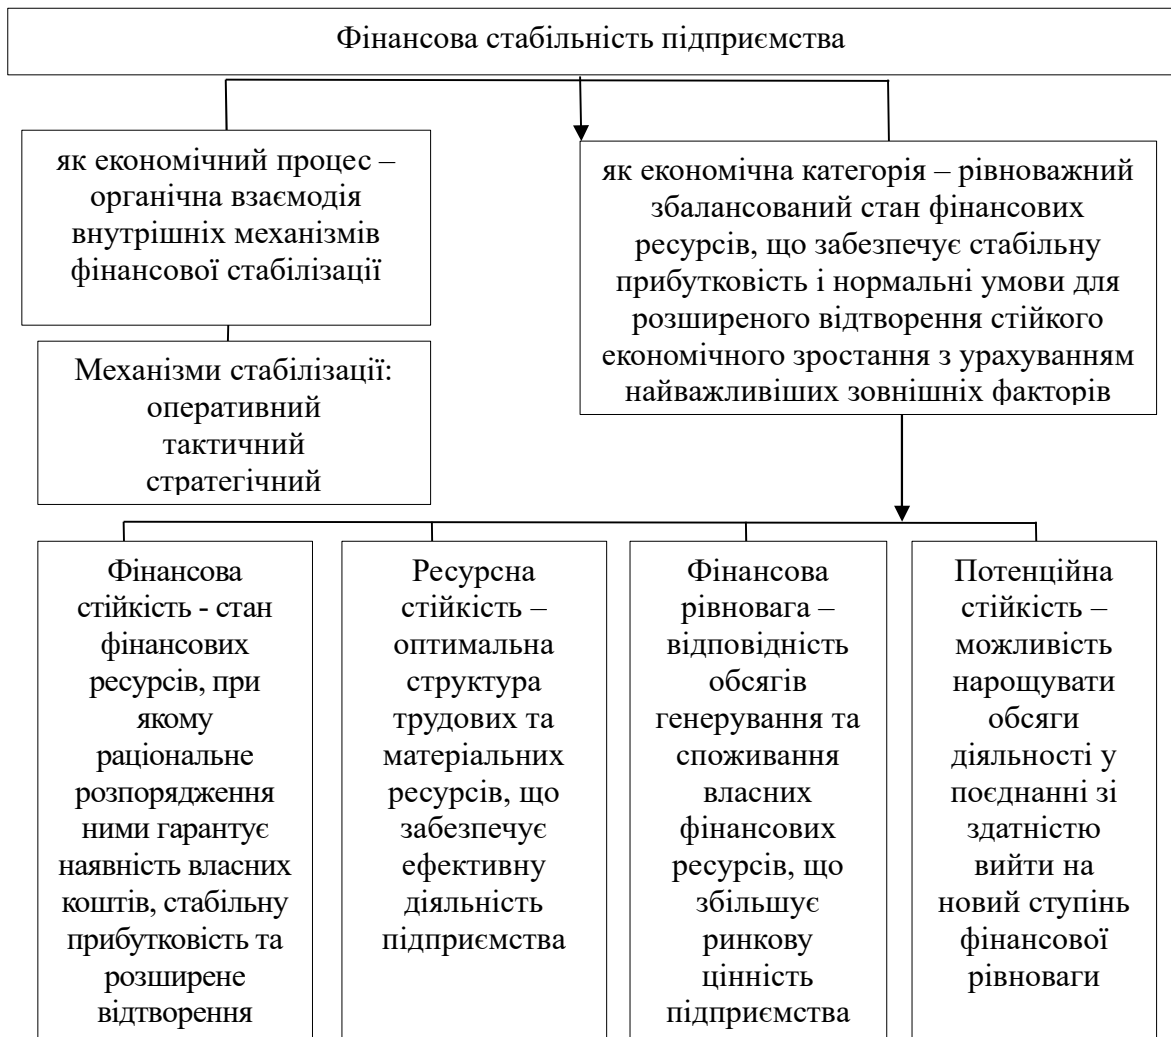 Фінансова стабільність підприємства
як економічний процес –
органічна взаємодія
внутрішніх механізмів
фінансової стабілізації
як економічна категорія – рівноважний
збалансований стан фінансових
ресурсів, що забезпечує стабільну
прибутковість і нормальні умови для
розширеного відтворення стійкого
економічного зростання з урахуванням
найважливіших зовнішніх факторів
Механізми стабілізації:
оперативний
тактичний
стратегічний
Фінансова
стійкість - стан
фінансових
ресурсів, при
якому
раціональне
розпорядження
ними гарантує
наявність власних
коштів, стабільну
прибутковість та
розширене
відтворення
Ресурсна
стійкість –
оптимальна
структура
трудових та
матеріальних
ресурсів, що
забезпечує
ефективну
діяльність
підприємства
Фінансова
рівновага –
відповідність
обсягів
генерування та
споживання
власних
фінансових
ресурсів, що
збільшує
ринкову
цінність
підприємства
Потенційна
стійкість –
можливість
нарощувати
обсяги
діяльності у
поєднанні зі
здатністю
вийти на
новий ступінь
фінансової
рівноваги